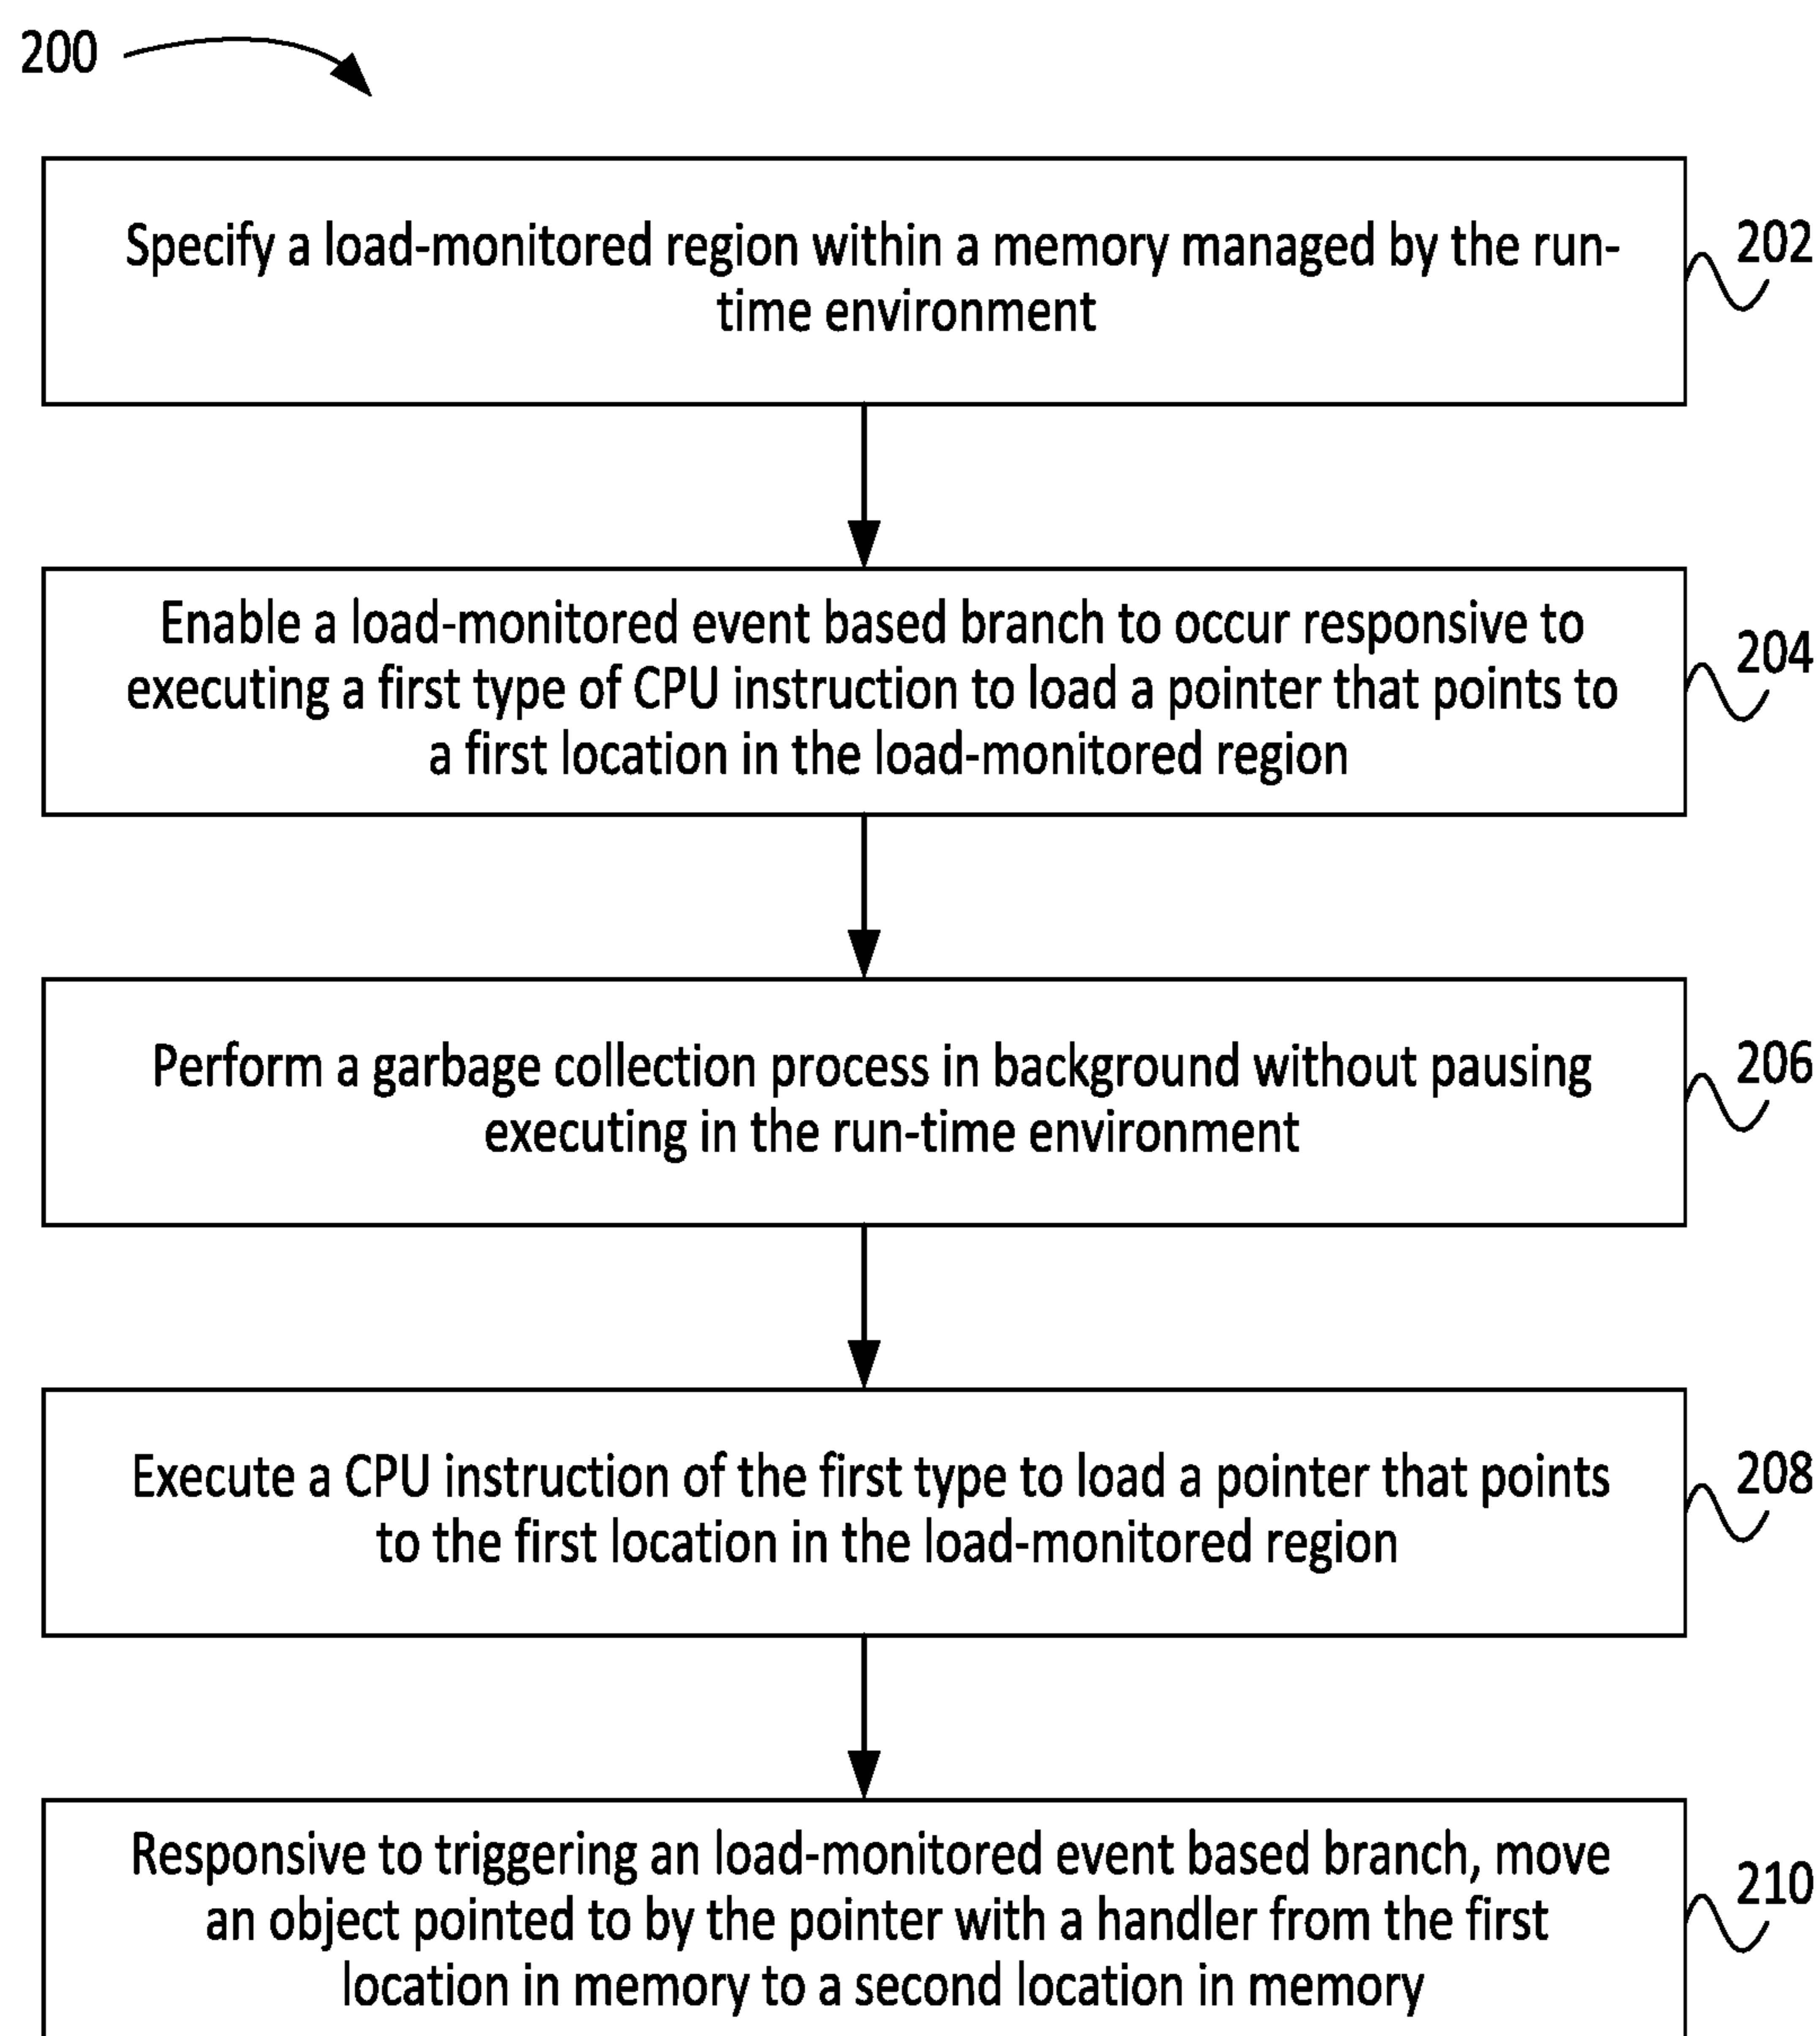 200
Specify a load-monitored region within a memory managed by the run-
time environment
202
Enable a load-monitored event based branch to occur responsive to
executing a first type of CPU instruction to load a pointer that points to
a first location in the load-monitored region
204
Perform a garbage collection process in background without pausing
executing in the run-time environment
206
Execute a CPU instruction of the first type to load a pointer that points
to the first location in the load-monitored region
208
Responsive to triggering an load-monitored event based branch, move
an object pointed to by the pointer with a handler from the first
location in memory to a second location in memory
210